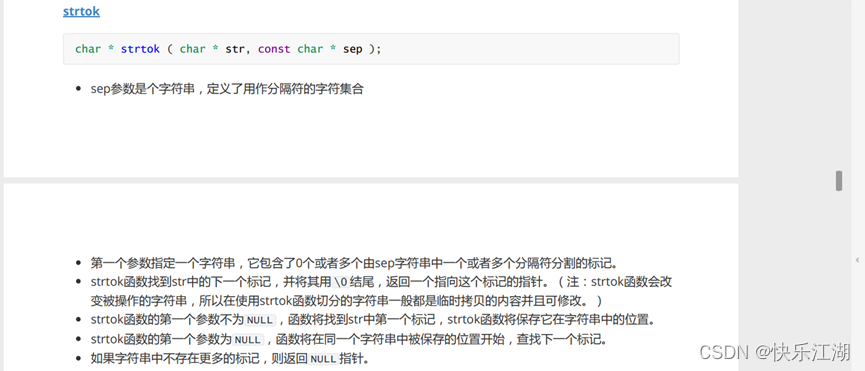 strtok
char * strtok ( char * str, const char * sep );
sep参数是个字符串，定义了用作分隔符的字符集合
第一个参数指定一个字符串，它包含了0个或者多个由sep字符串中一个或者多个分隔符分割的标记。
strtok函数找到str中的下一个标记，并将其用 \0 结尾，返回一个指向这个标记的指针。（注：strtok函数会改
变被操作的字符串，所以在使用strtok函数切分的字符串一般都是临时拷贝的内容并且可修改。）
strtok函数的第一个参数不为 NULL ，函数将找到str中第一个标记，strtok函数将保存它在字符串中的位置。
strtok函数的第一个参数为 NULL ，函数将在同一个字符串中被保存的位置开始，查找下一个标记。
如果字符串中不存在更多的标记，则返回 NULL 指针。
CSDN @快乐江湖